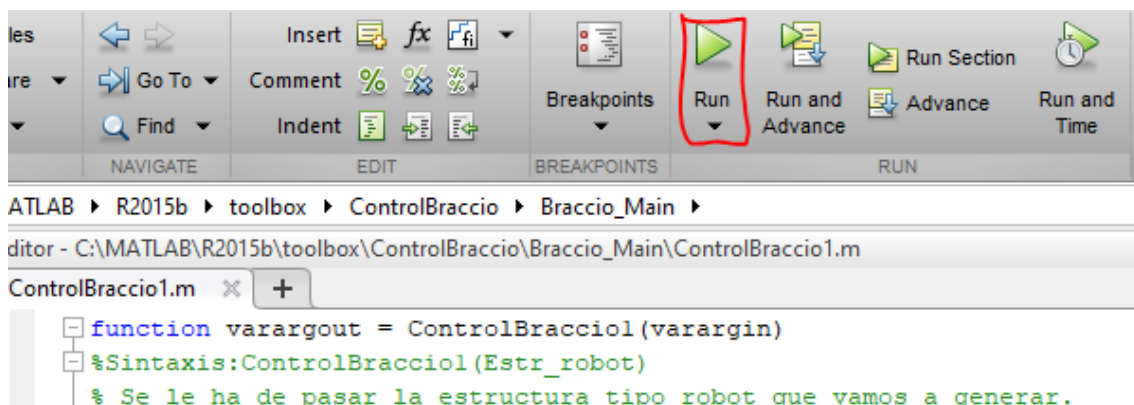 Insert fx
Go To Comment
Find Indent
Breakpoints
Run
Run and
Advance
Run Section
Advance
Run and
Time
NAVIGATE EDIT BREAKPOINTS RUN
ATLAB R2015b toolbox ControlBraccio Braccio_Main
ditor - C:\MATLAB\R2015b\toolbox\ControlBraccio\Braccio_Main\ControlBraccio1.m
ControlBraccio1.m
function varargout = ControlBraccio1(varargin)
%Sintaxis:ControlBraccio1(Estr_robot)
% Se le ha de pasar la estructura tipo robot que vamos a generar.